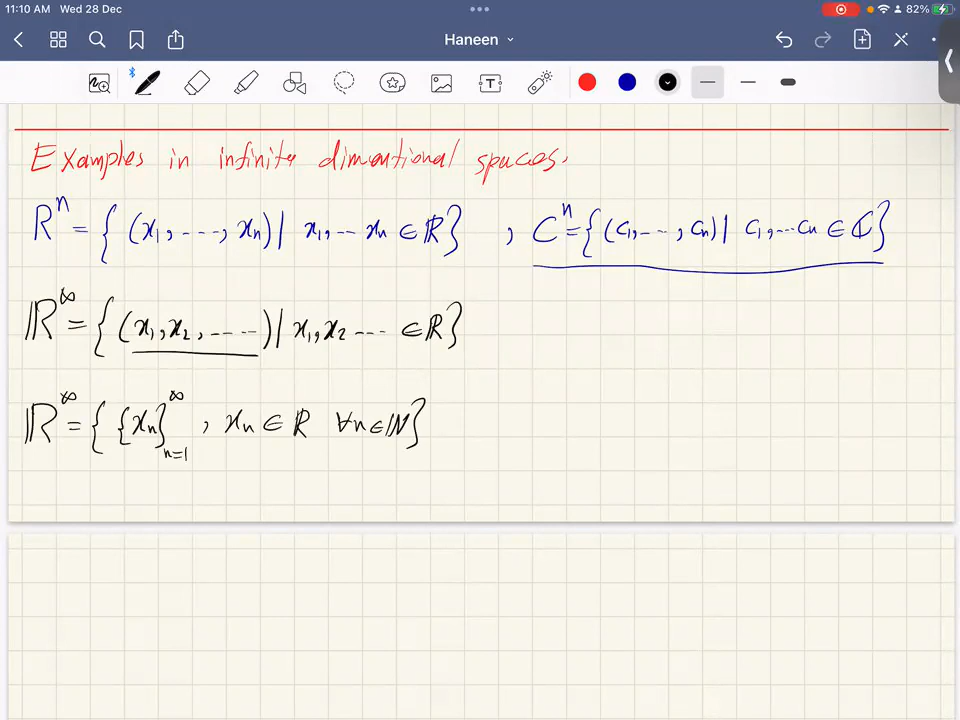 11:10 AM Wed 28 Dec 82%
Haneen
Examples in infinite dimentional spaces.
R^n = { (x₁, ---, xₙ) | x₁, -- xₙ ∈ ℝ } , C^n = { (c₁, -- , cₙ) | c₁, --- cₙ ∈ ℂ }
ℝ^∞ = { (x₁, x₂, -- -- ) | x₁, x₂ --- ∈ ℝ }
ℝ^∞ = { {xₙ}_{n=1}^∞ , xₙ ∈ ℝ ∀n ∈ ℕ }